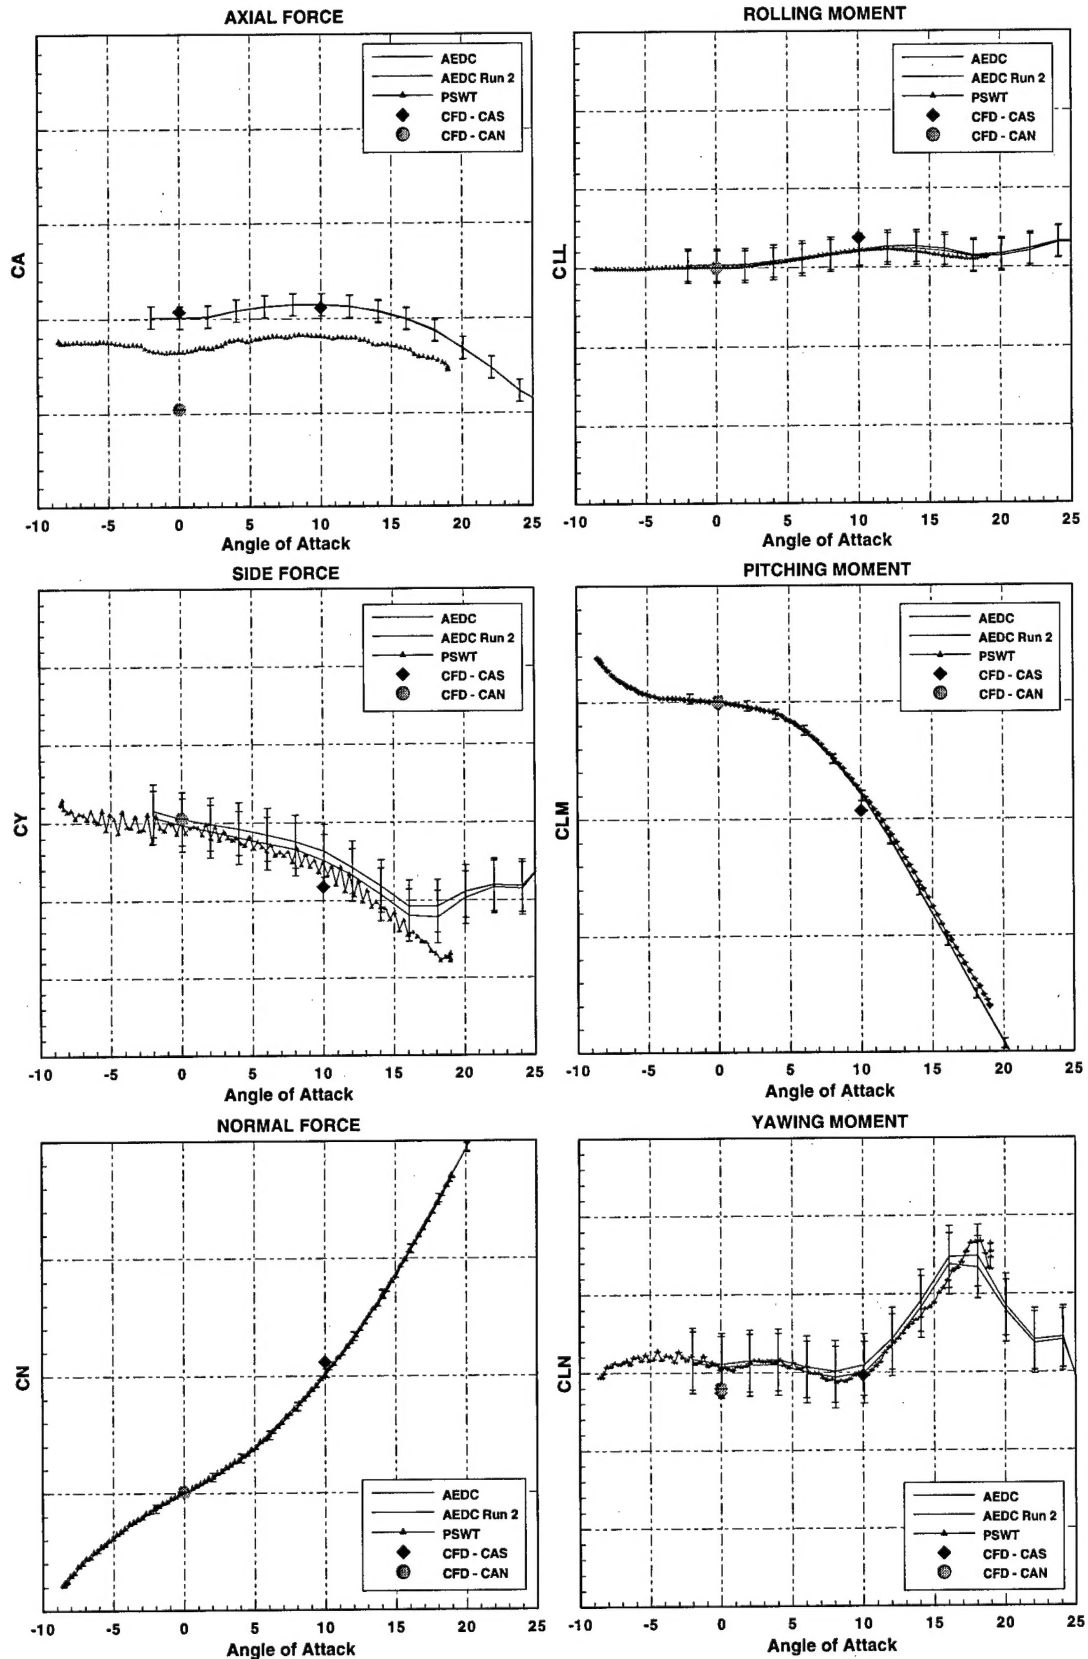 AXIAL FORCE
AEDC
AEDC Run 2
PSWT
CFD - CAS
CFD - CAN
CA
-10 -5 0 5 10 15 20 25
Angle of Attack
ROLLING MOMENT
AEDC
AEDC Run 2
PSWT
CFD - CAS
CFD - CAN
CLL
-10 -5 0 5 10 15 20 25
Angle of Attack
SIDE FORCE
AEDC
AEDC Run 2
PSWT
CFD - CAS
CFD - CAN
CY
-10 -5 0 5 10 15 20 25
Angle of Attack
PITCHING MOMENT
AEDC
AEDC Run 2
PSWT
CFD - CAS
CFD - CAN
CLM
-10 -5 0 5 10 15 20 25
Angle of Attack
NORMAL FORCE
AEDC
AEDC Run 2
PSWT
CFD - CAS
CFD - CAN
CN
-10 -5 0 5 10 15 20 25
Angle of Attack
YAWING MOMENT
AEDC
AEDC Run 2
PSWT
CFD - CAS
CFD - CAN
CLN
-10 -5 0 5 10 15 20 25
Angle of Attack